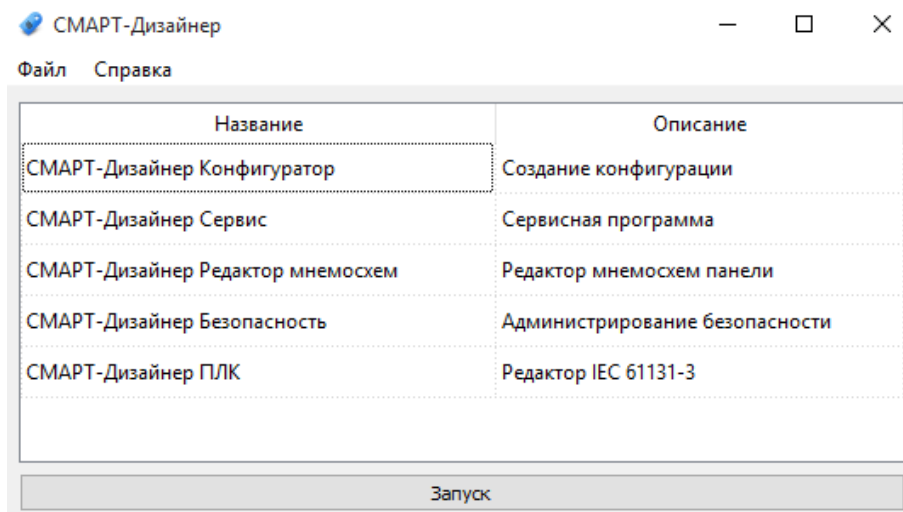 СМАРТ-Дизайнер
Файл Справка
Название Описание
СМАРТ-Дизайнер Конфигуратор Создание конфигурации
СМАРТ-Дизайнер Сервис Сервисная программа
СМАРТ-Дизайнер Редактор мнемосхем Редактор мнемосхем панели
СМАРТ-Дизайнер Безопасность Администрирование безопасности
СМАРТ-Дизайнер ПЛК Редактор IEC 61131-3
Запуск